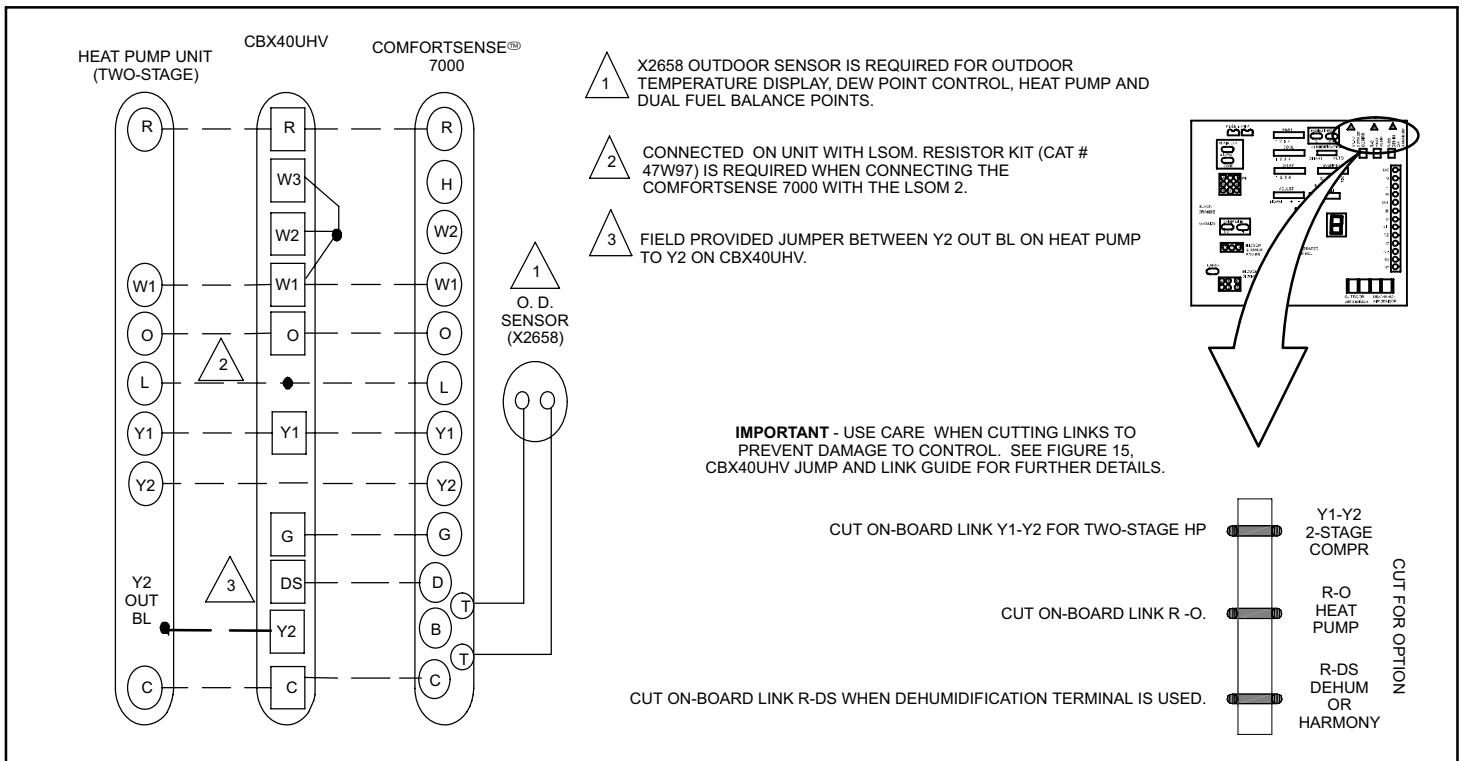 HEAT PUMP UNIT
(TWO-STAGE)
CBX40UHV
COMFORTSENSE™
7000
R
R
R
W3
H
W2
W2
W1
W1
W1
O
O
O
2
L
L
Y1
Y1
Y1
Y2
Y2
G
G
3
DS
D
T
Y2
OUT
BL
Y2
B
T
C
C
C
1
O. D.
SENSOR
(X2658)
1
X2658 OUTDOOR SENSOR IS REQUIRED FOR OUTDOOR
TEMPERATURE DISPLAY, DEW POINT CONTROL, HEAT PUMP AND
DUAL FUEL BALANCE POINTS.
2
CONNECTED ON UNIT WITH LSOM. RESISTOR KIT (CAT #
47W97) IS REQUIRED WHEN CONNECTING THE
COMFORTSENSE 7000 WITH THE LSOM 2.
3
FIELD PROVIDED JUMPER BETWEEN Y2 OUT BL ON HEAT PUMP
TO Y2 ON CBX40UHV.
IMPORTANT - USE CARE WHEN CUTTING LINKS TO
PREVENT DAMAGE TO CONTROL. SEE FIGURE 15,
CBX40UHV JUMP AND LINK GUIDE FOR FURTHER DETAILS.
CUT ON-BOARD LINK Y1-Y2 FOR TWO-STAGE HP
Y1-Y2
2-STAGE
COMPR
CUT ON-BOARD LINK R -O.
R-O
HEAT
PUMP
CUT ON-BOARD LINK R-DS WHEN DEHUMIDIFICATION TERMINAL IS USED.
R-DS
DEHUM
OR
HARMONY
CUT FOR OPTION